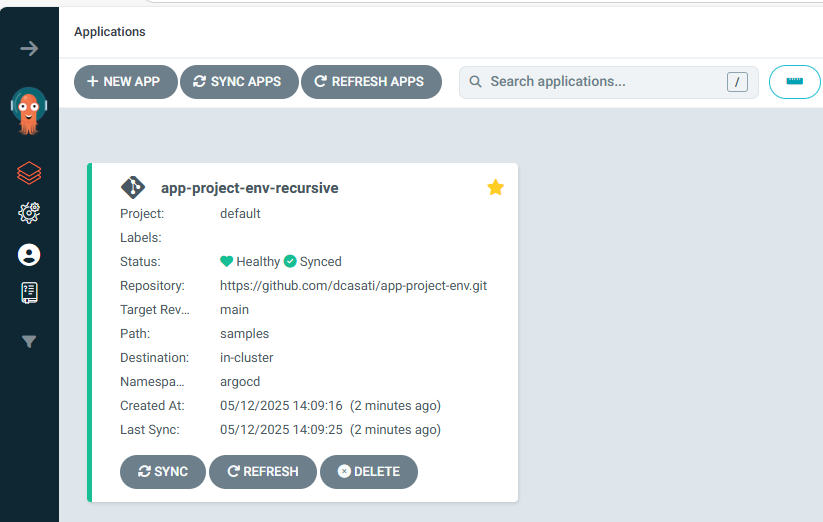 Applications
NEW APP SYNC APPS REFRESH APPS Search applications... /
app-project-env-recursive
Project: default
Labels:
Status: Healthy Synced
Repository: https://github.com/dcasati/app-project-env.git
Target Rev... main
Path: samples
Destination: in-cluster
Namespa... argocd
Created At: 05/12/2025 14:09:16 (2 minutes ago)
Last Sync: 05/12/2025 14:09:25 (2 minutes ago)
SYNC REFRESH DELETE